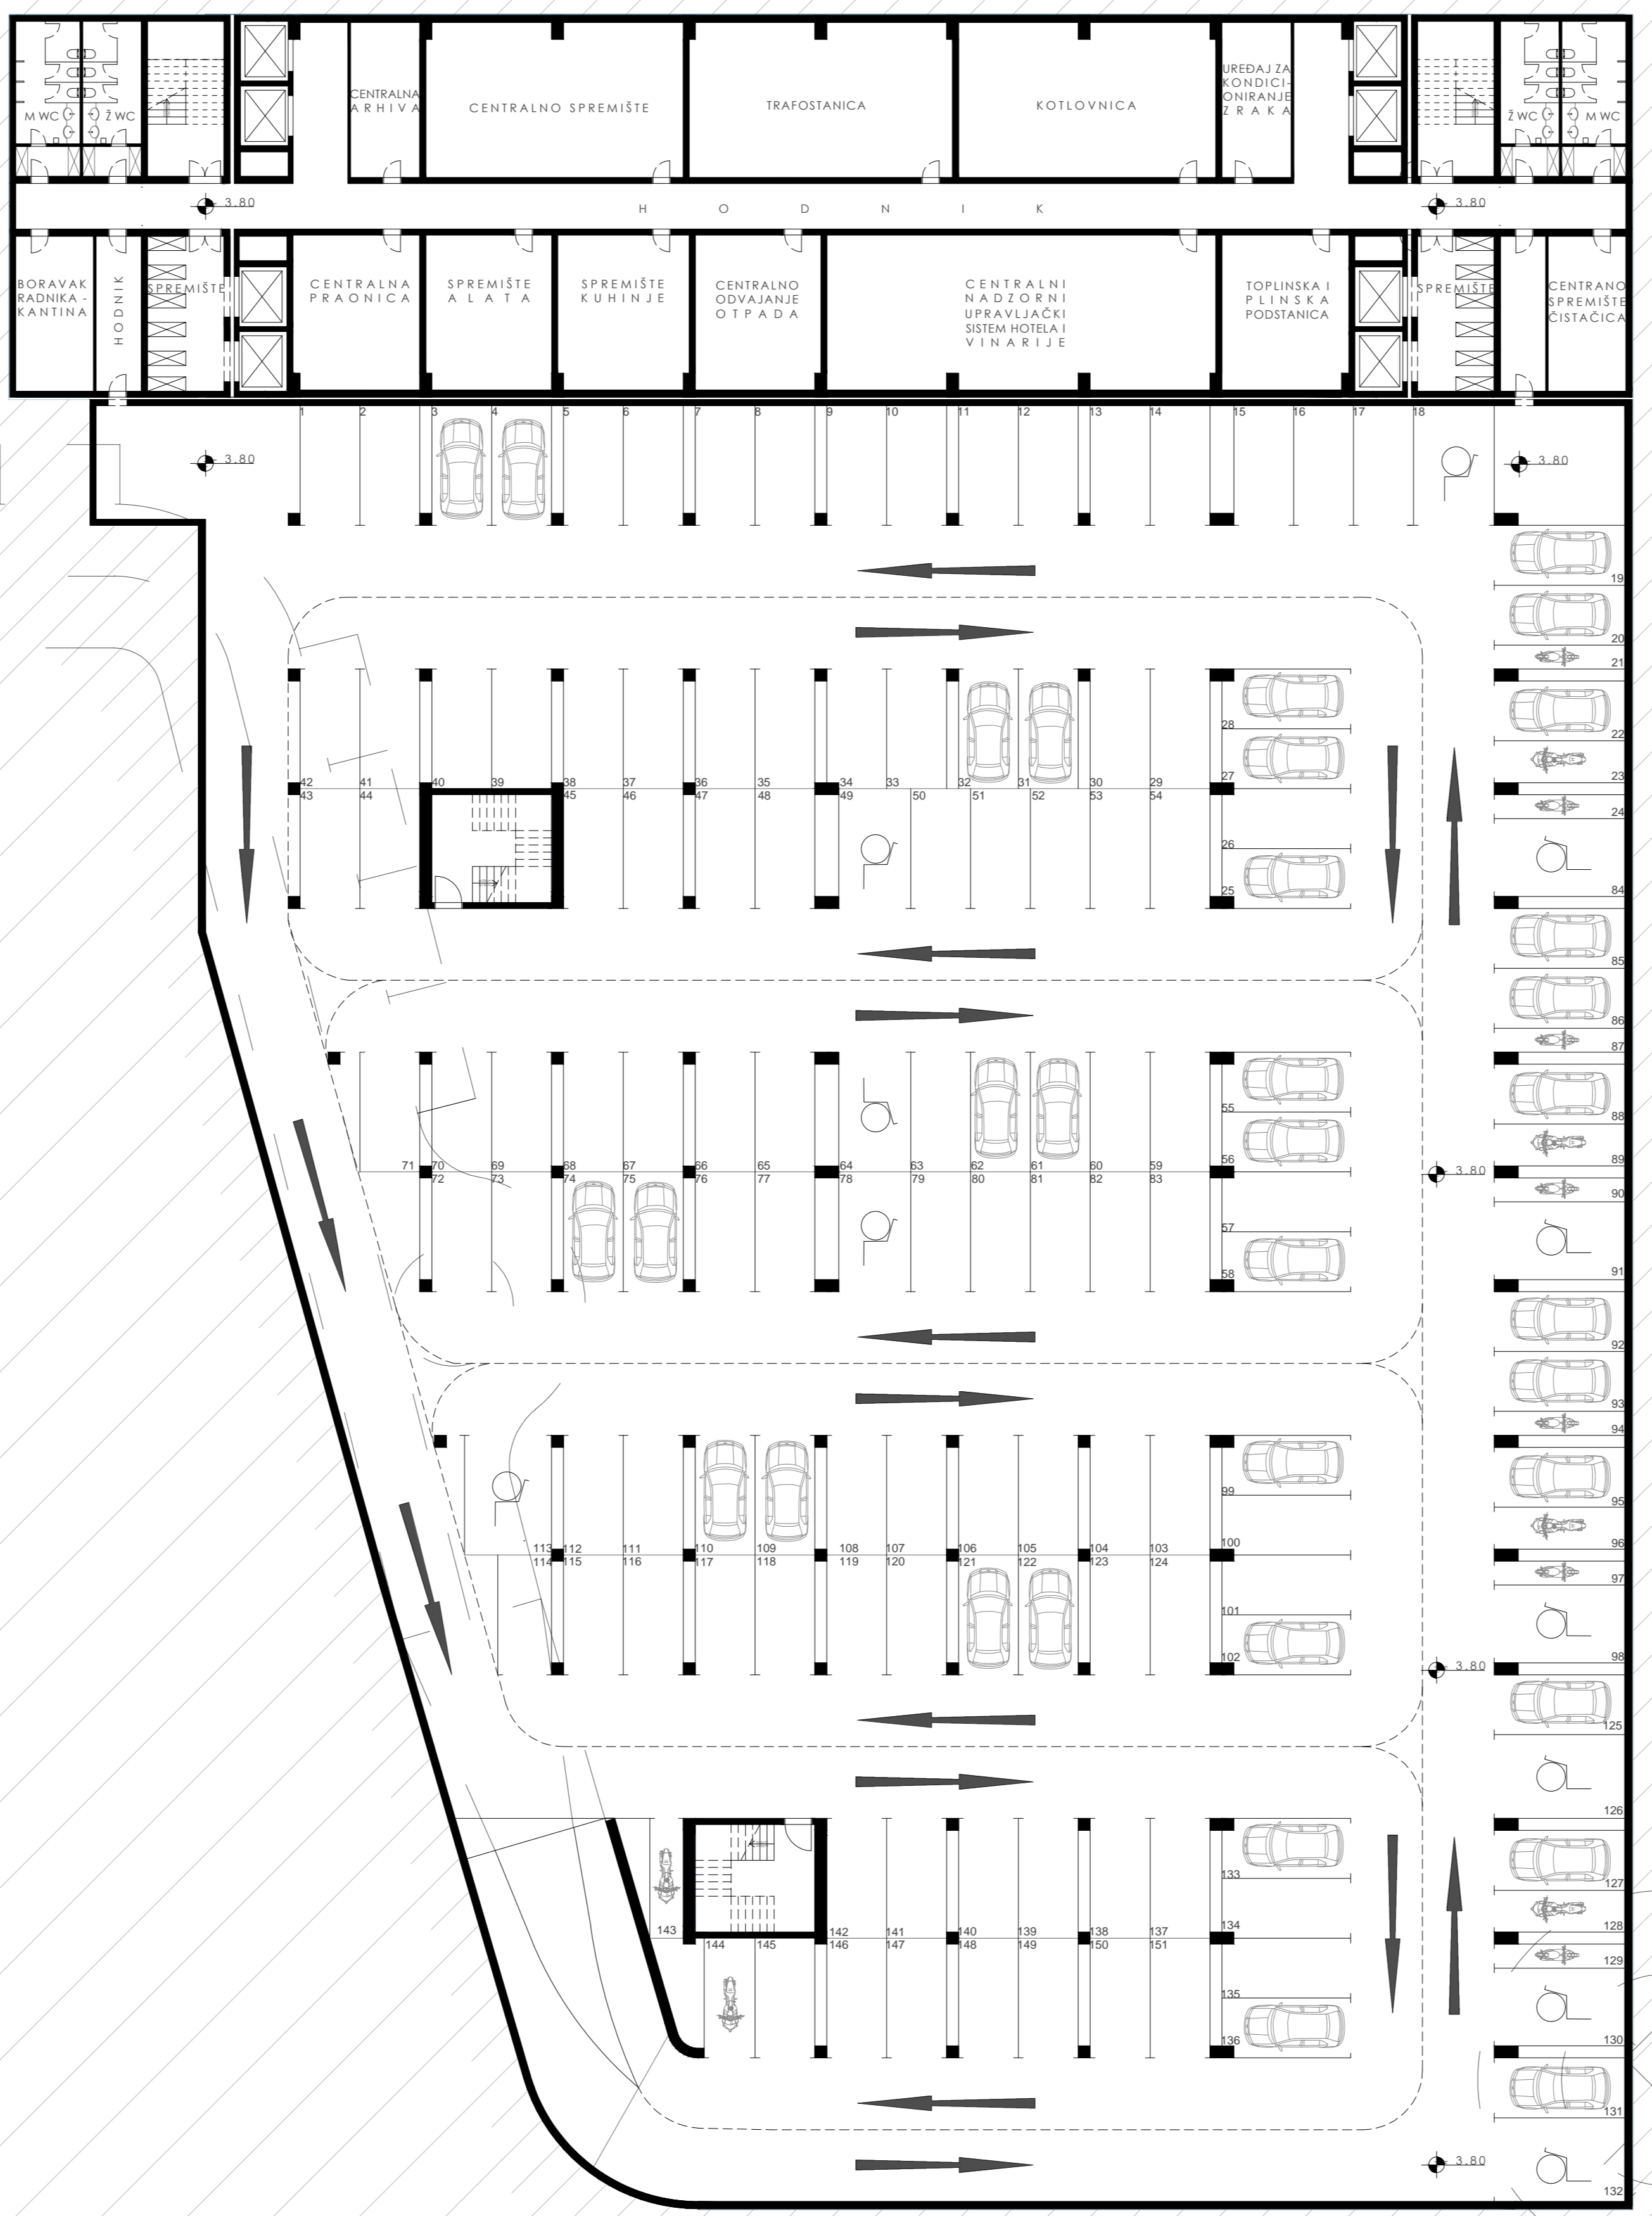 M WC
Ž WC
CENTRALNA
ARHIVA
CENTRALNO SPREMIŠTE
TRAFOSTANICA
KOTLOVNICA
UREĐAJ ZA
KONDICI-
ONIRANJE
ZRAKA
Ž WC
M WC
3.80
HODNIK
3.80
BORAVAK
RADNIKA -
KANTINA
HODNIK
SPREMIŠTE
CENTRALNA
PRAONICA
SPREMIŠTE
ALATA
SPREMIŠTE
KUHINJE
CENTRALNO
ODVAJANJE
OTPADA
CENTRALNI
NADZORNI
UPRAVLJAČKI
SISTEM HOTELA I
VINARIJE
TOPLINSKA I
PLINSKA
PODSTANICA
SPREMIŠTE
CENTRANO
SPREMIŠTE
ČISTAČICA
1 2 3 4 5 6 7 8 9 10 11 12 13 14 15 16 17 18
3.80
3.80
19
20
21
22
28
27
23
42 41 40 39 38 37 36 35 34 33 32 31 30 29
43 44 45 46 47 48 49 50 51 52 53 54
24
26
25
84
85
86
87
55
88
56
89
71 70 69 68 67 66 65 64 63 62 61 60 59
72 73 74 75 76 77 78 79 80 81 82 83
3.80
90
57
58
91
92
93
94
99
95
100
96
113 112 111 110 109 108 107 106 105 104 103
114 115 116 117 118 119 120 121 122 123 124
97
101
102
98
3.80
125
126
133
127
134
128
143 142 141 140 139 138 137
144 145 146 147 148 149 150 151
129
135
136
130
131
3.80
132